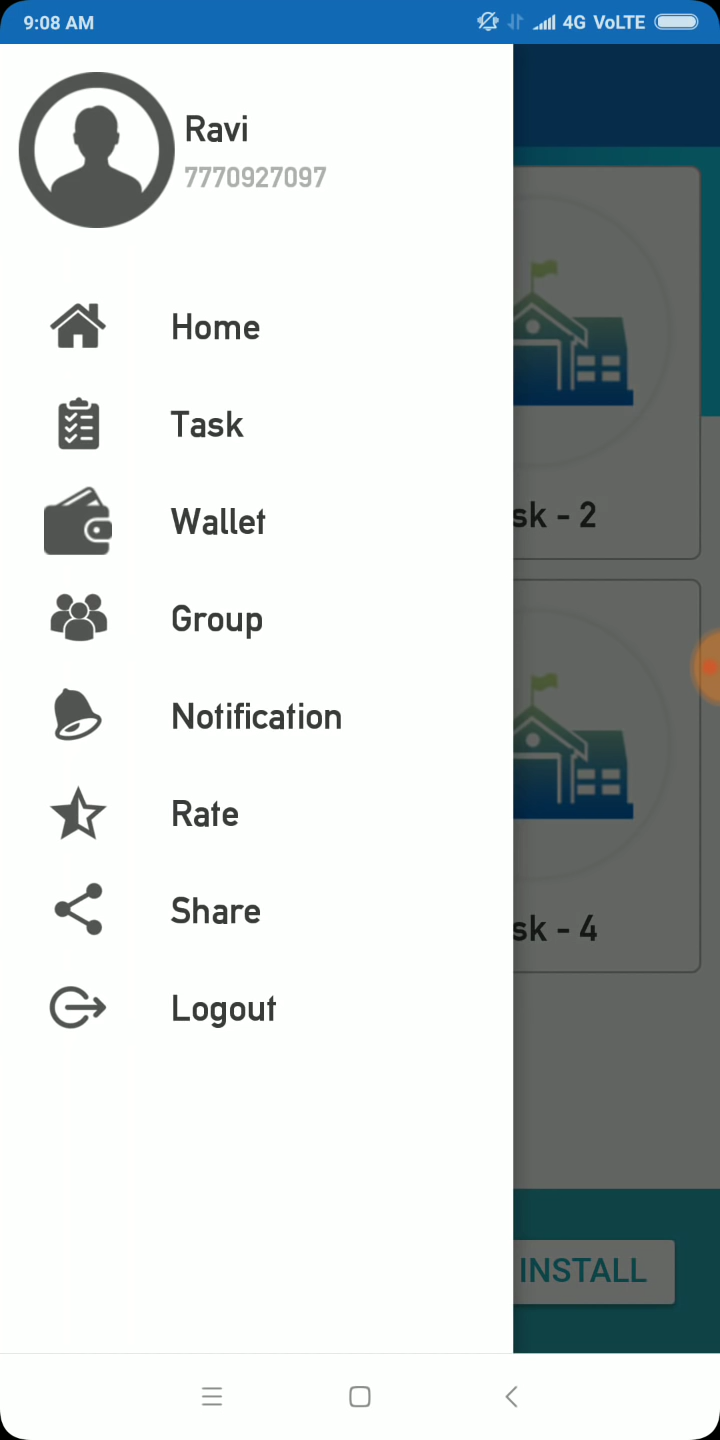 9:08 AM 4G VoLTE
Ravi
7770927097
Home
Task
Wallet
Group
Notification
Rate
Share
Logout
sk - 2
sk - 4
INSTALL